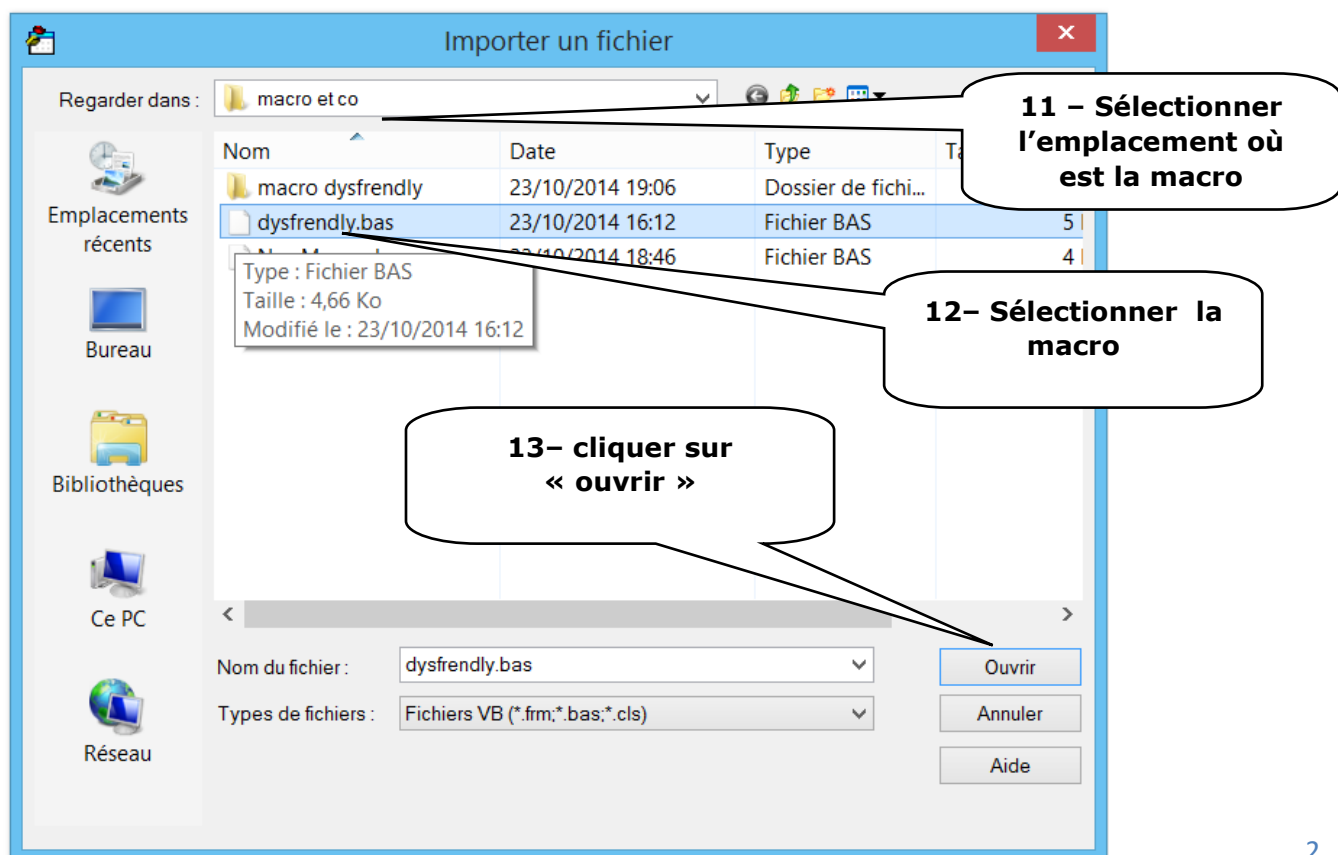 Importer un fichier
Regarder dans :
macro et co
11 – Sélectionner
l’emplacement où
est la macro
Nom
Date
Type
macro dysfrendly
23/10/2014 19:06
Dossier de fichi...
dysfrendly.bas
23/10/2014 16:12
Fichier BAS
5
18:46
Fichier BAS
4
Type : Fichier BAS
Taille : 4,66 Ko
Modifié le : 23/10/2014 16:12
12– Sélectionner la
macro
13– cliquer sur
« ouvrir »
Emplacements
récents
Bureau
Bibliothèques
Ce PC
Réseau
Nom du fichier :
dysfrendly.bas
Ouvrir
Types de fichiers :
Fichiers VB (*.frm;*.bas;*.cls)
Annuler
Aide
2